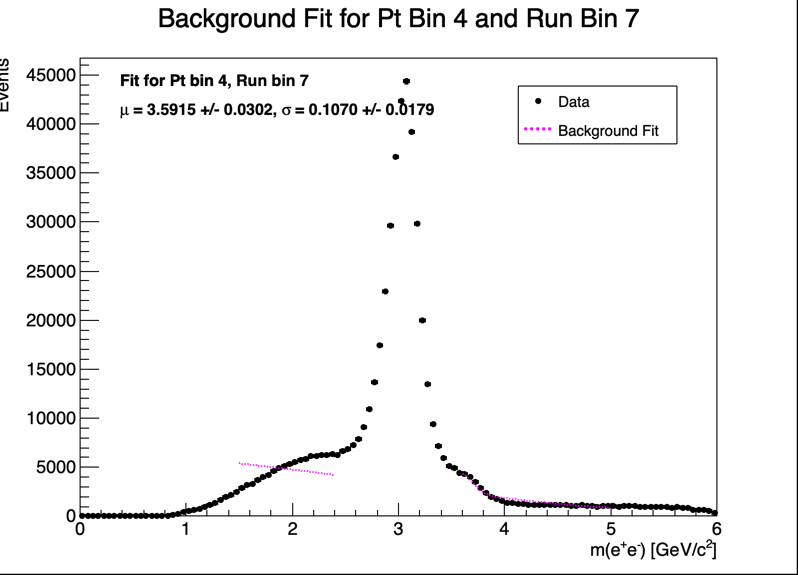 Background Fit for Pt Bin 4 and Run Bin 7
Events
45000
40000
35000
30000
25000
20000
15000
10000
5000
0
Fit for Pt bin 4, Run bin 7
μ = 3.5915 +/- 0.0302, σ = 0.1070 +/- 0.0179
Data
Background Fit
0 1 2 3 4 5 6
m(e⁺e⁻) [GeV/c²]